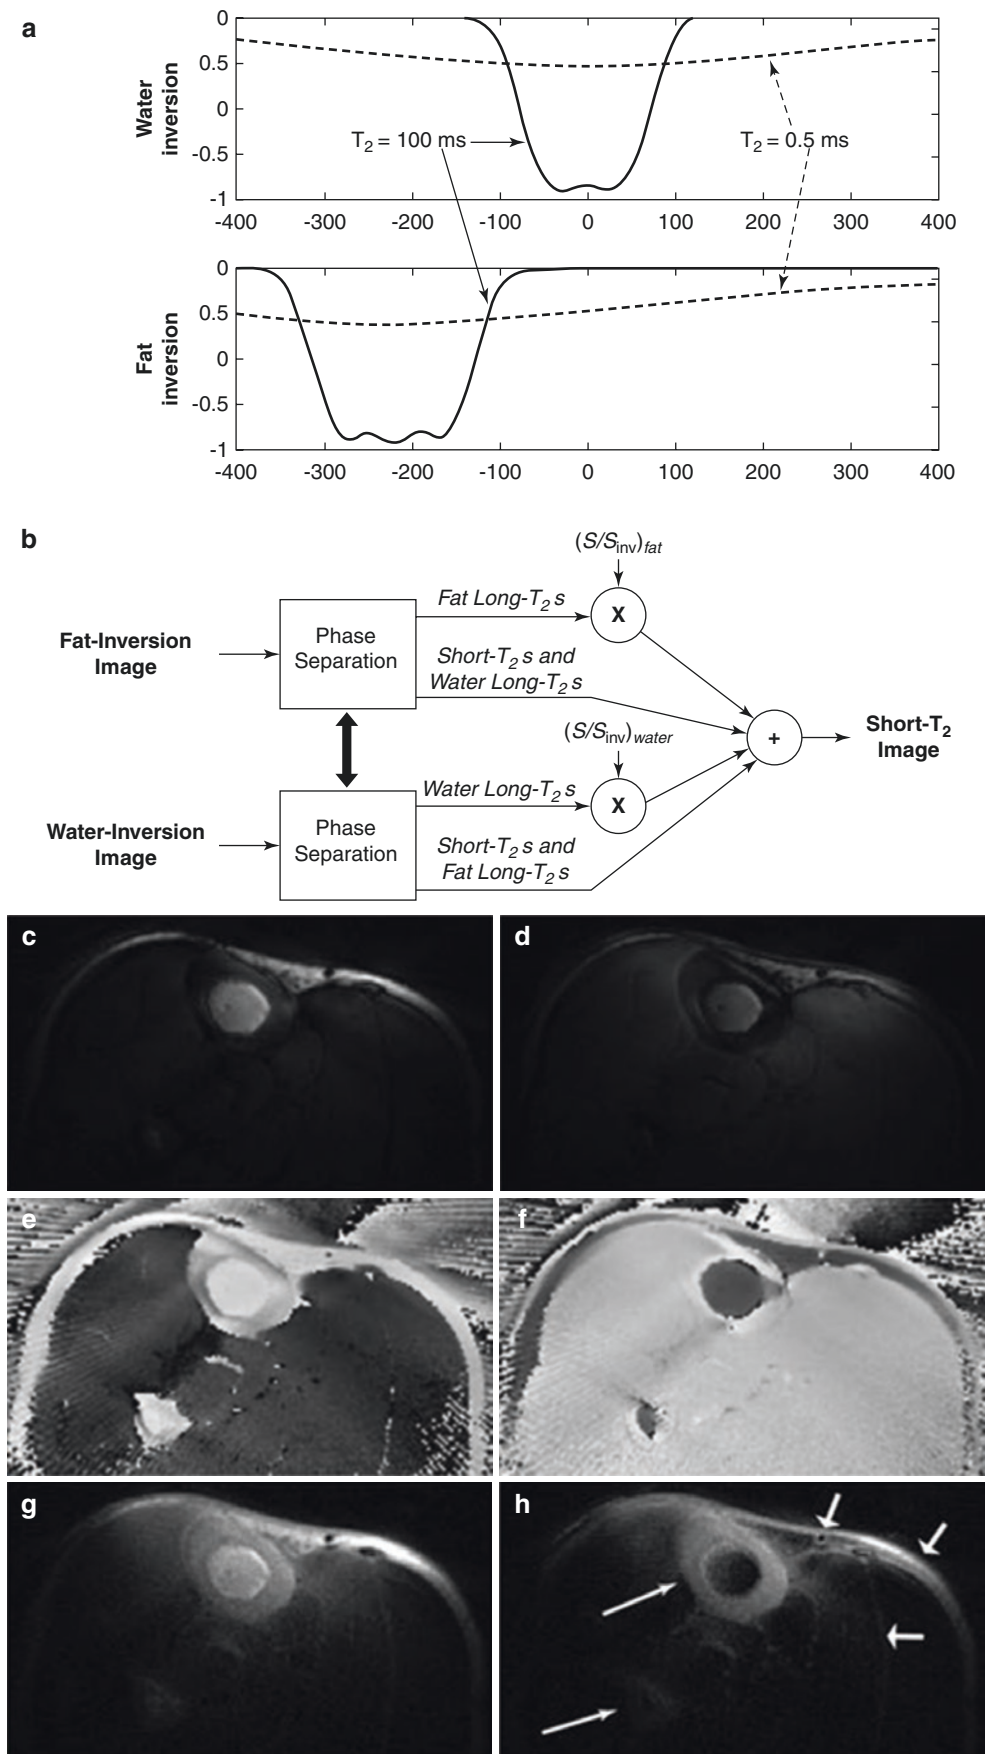 a
Water inversion
0
0.5
0
-0.5
-1
T2 = 100 ms
T2 = 0.5 ms
-400 -300 -200 -100 0 100 200 300 400
Fat inversion
0
0.5
0
-0.5
-1
-400 -300 -200 -100 0 100 200 300 400
b
(S/Sinv)fat
Fat-Inversion
Image
Phase
Separation
Fat Long-T2 s
X
Short-T2 s and
Water Long-T2 s
(S/Sinv)water
+
Short-T2
Image
Water-Inversion
Image
Phase
Separation
Water Long-T2 s
X
Short-T2 s and
Fat Long-T2 s
c
d
e
f
g
h